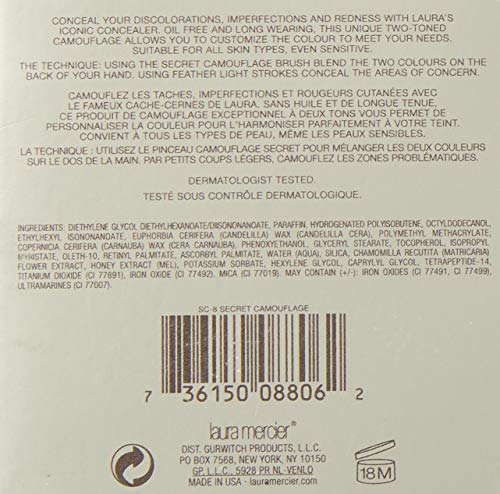 CONCEAL YOUR DISCOLORATIONS, IMPERFECTIONS AND REDNESS WITH LAURA'S
ICONIC CONCEALER. OIL FREE AND LONG WEARING, THIS UNIQUE TWO-TONED
CAMOUFLAGE ALLOWS YOU TO CUSTOMIZE THE COLOUR TO MEET YOUR NEEDS.
SUITABLE FOR ALL SKIN TYPES, EVEN SENSITIVE.
THE TECHNIQUE: USING THE SECRET CAMOUFLAGE BRUSH BLEND THE TWO COLOURS ON
THE BACK OF YOUR HAND. USING FEATHER LIGHT STROKES CONCEAL THE AREAS OF CONCERN.
CAMOUFLEZ LES TACHES, IMPERFECTIONS ET ROUGEURS CUTANÉES AVEC
LE FAMEUX CACHE-CERNES DE LAURA. SANS HUILE ET DE LONGUE TENUE,
CE PRODUIT DE CAMOUFLAGE EXCEPTIONNEL À DEUX TONS VOUS PERMET DE
PERSONNALISER LA COULEUR POUR L'HARMONISER PARFAITEMENT À VOTRE TEINT.
CONVIENT À TOUS LES TYPES DE PEAU, MÊME LES PEAUX SENSIBLES.
LA TECHNIQUE : UTILISEZ LE PINCEAU CAMOUFLAGE SECRET POUR MÉLANGER LES DEUX COULEURS
SUR LE DOS DE LA MAIN. PAR PETITS COUPS LÉGERS, CAMOUFLEZ LES ZONES PROBLÉMATIQUES.
DERMATOLOGIST TESTED.
TESTÉ SOUS CONTRÔLE DERMATOLOGIQUE.
INGREDIENTS: DIETHYLENE GLYCOL DIETHYLHEXANOATE/DIISONONANOATE, PARAFFIN, HYDROGENATED POLYISOBUTENE, OCTYLDODECANOL,
ETHYLHEXYL ISONONANOATE, EUPHORBIA CERIFERA (CANDELILLA) WAX (CANDELILLA CERA), POLYMETHYL METHACRYLATE,
COPERNICIA CERIFERA (CARNAUBA) WAX (CERA CARNAUBA), PHENOXYETHANOL, GLYCERYL STEARATE, TOCOPHEROL, ISOPROPYL
MYRISTATE, OLETH-10, RETINYL PALMITATE, ASCORBYL PALMITATE, WATER (AQUA), SILICA, CHAMOMILLA RECUTITA (MATRICARIA)
FLOWER EXTRACT, HONEY EXTRACT (MEL), POTASSIUM SORBATE, HEXYLENE GLYCOL, CAPRYLYL GLYCOL, TETRAPEPTIDE-14,
TITANIUM DIOXIDE (CI 77891), IRON OXIDE (CI 77492), MICA (CI 77019). MAY CONTAIN (+/-): IRON OXIDES (CI 77491, CI 77499),
ULTRAMARINES (CI 77007).
SC-8 SECRET CAMOUFLAGE
7 36150 08806 2
laura mercier®
DIST. GURWITCH PRODUCTS, L.L.C.
PO BOX 7568, NEW YORK, NY 10150
GP, L.L.C. 5928 PR NL-VENLO
•lauramercier.com•
18 M